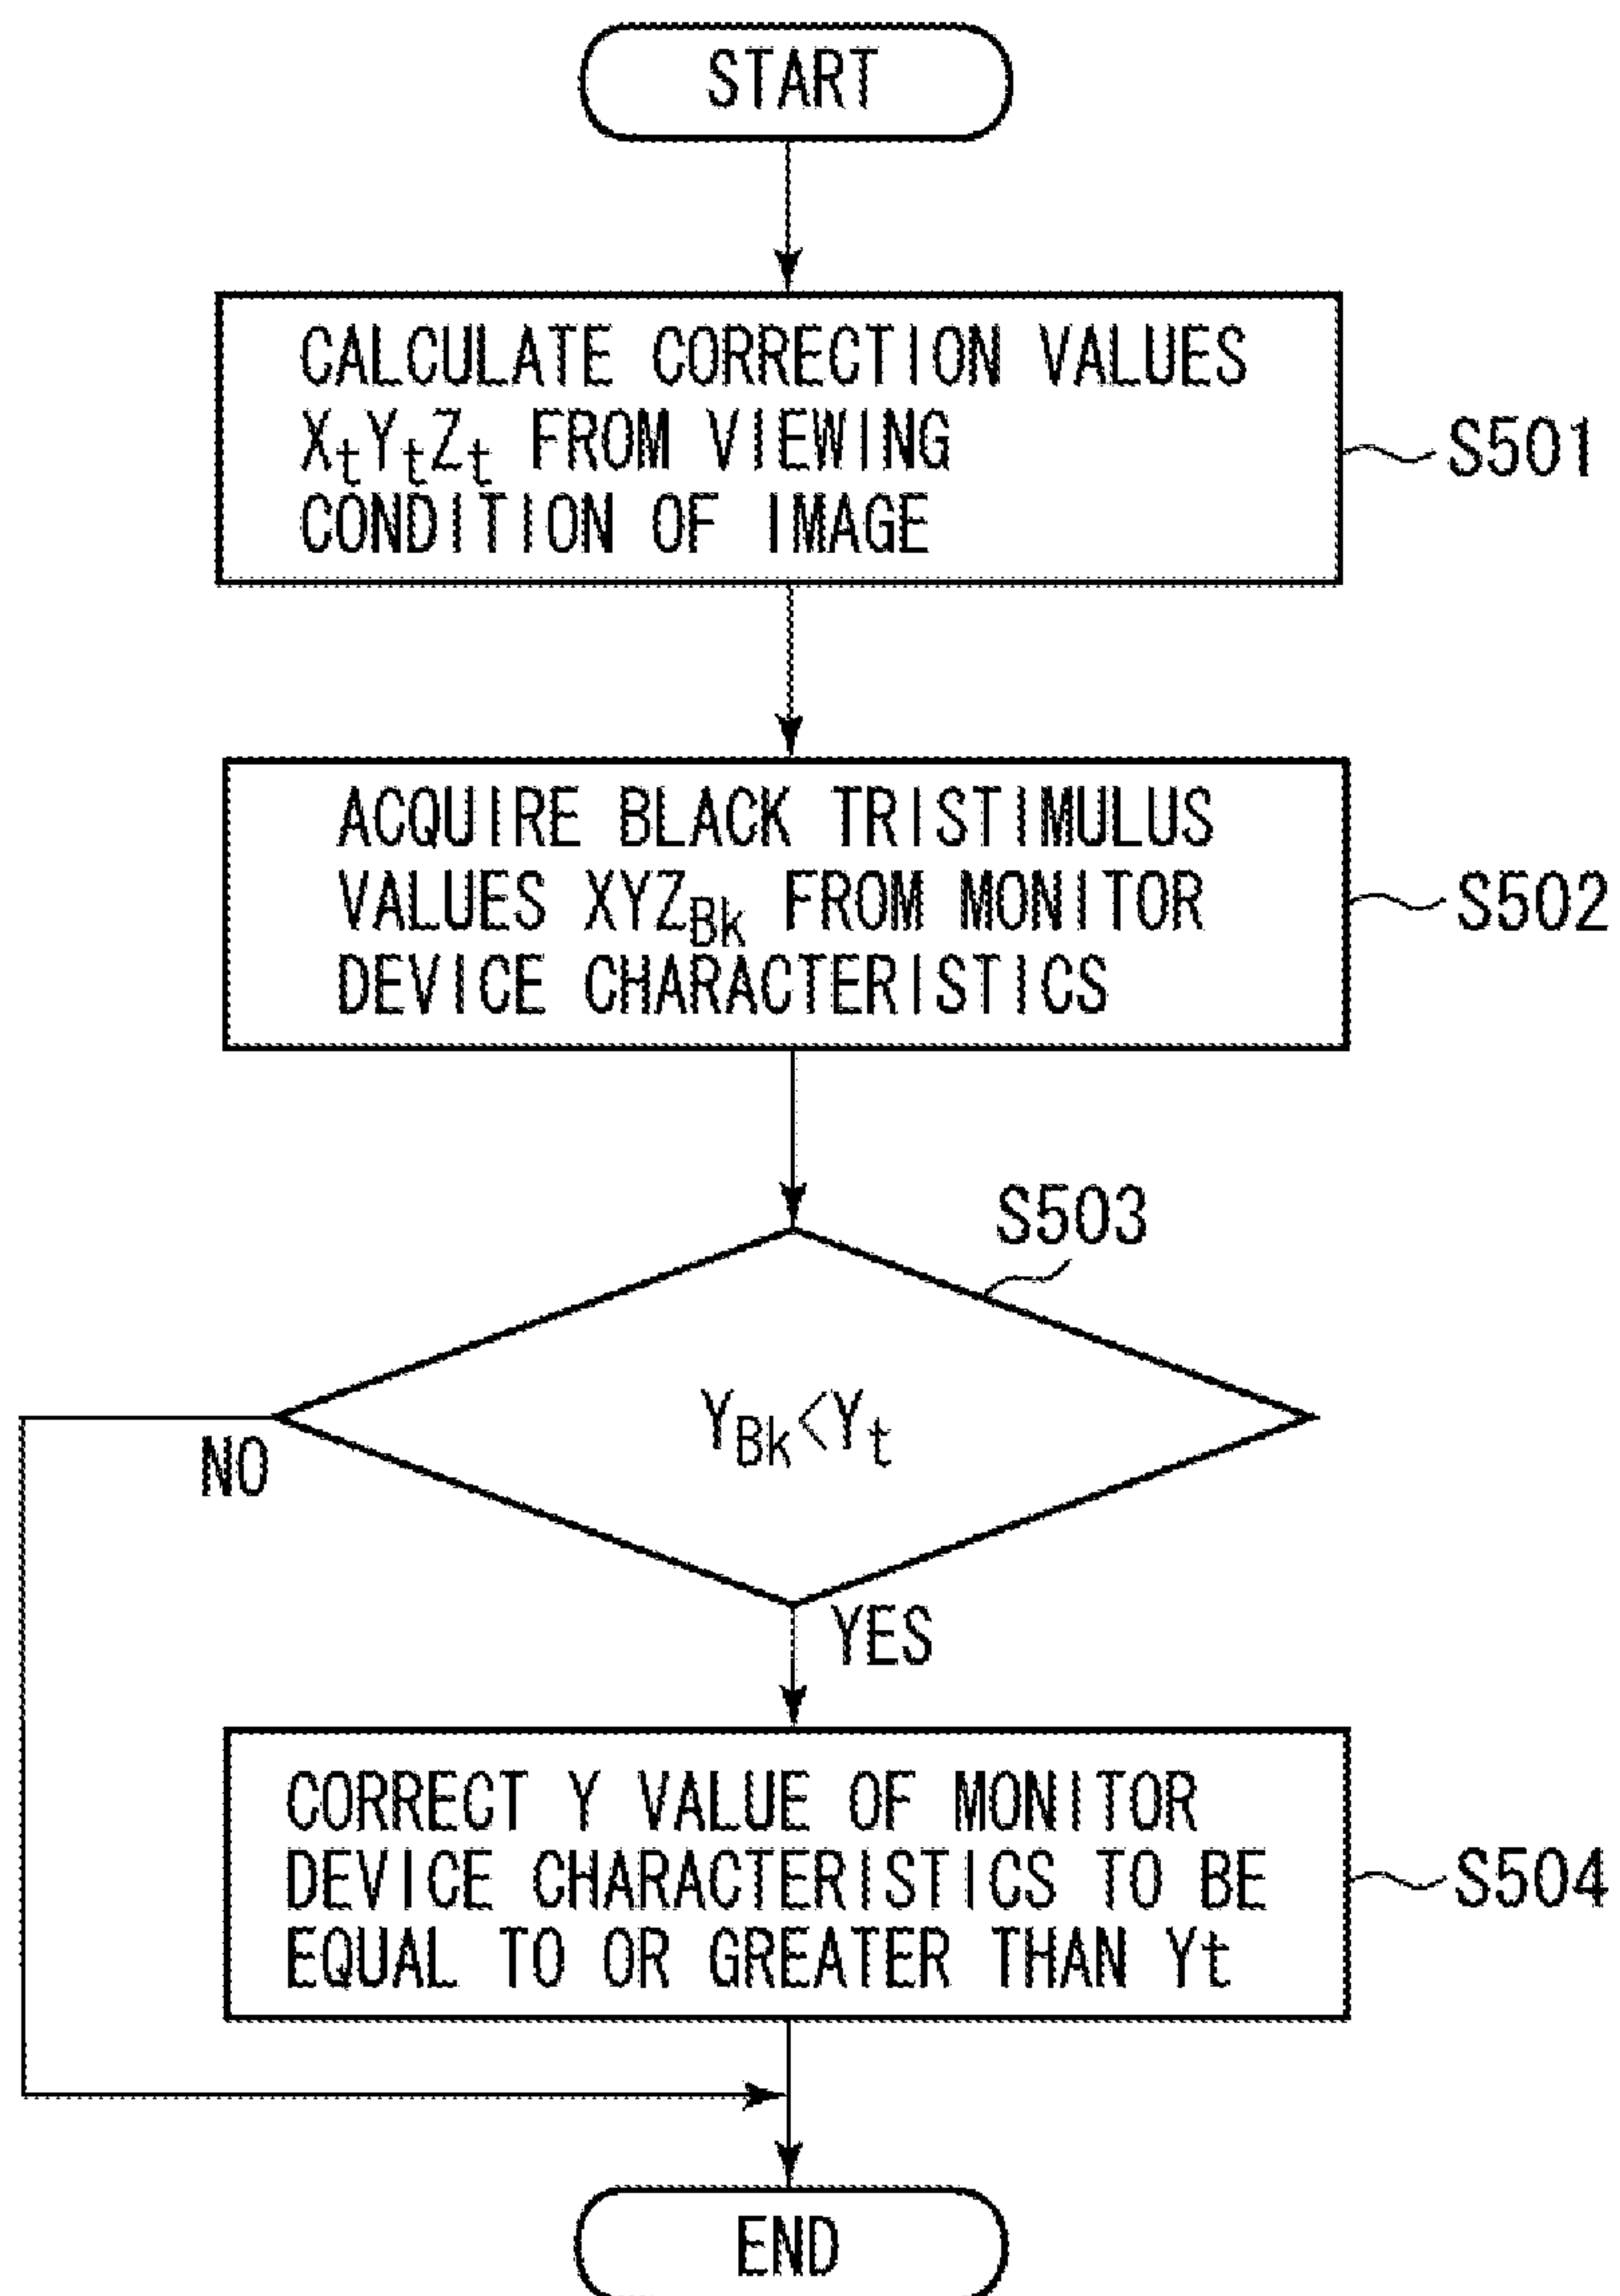 START
CALCULATE CORRECTION VALUES
XtYtZt FROM VIEWING
CONDITION OF IMAGE
S501
ACQUIRE BLACK TRISTIMULUS
VALUES XYZBk FROM MONITOR
DEVICE CHARACTERISTICS
S502
S503
YBk<Yt
NO
YES
CORRECT Y VALUE OF MONITOR
DEVICE CHARACTERISTICS TO BE
EQUAL TO OR GREATER THAN Yt
S504
END